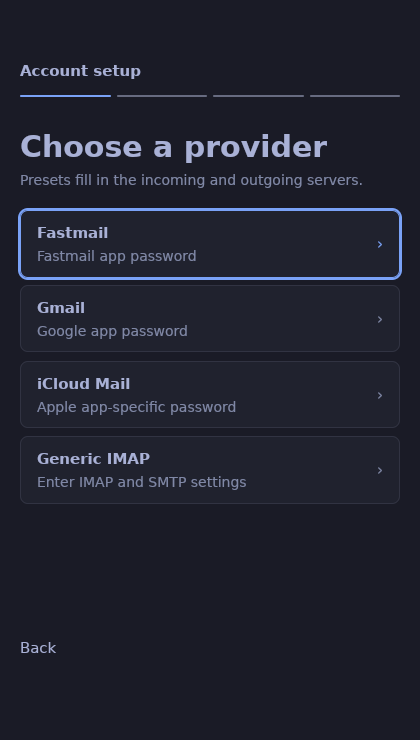 Account setup
Choose a provider
Presets fill in the incoming and outgoing servers.
Fastmail
Fastmail app password
›
Gmail
Google app password
›
iCloud Mail
Apple app-specific password
›
Generic IMAP
Enter IMAP and SMTP settings
›
Back